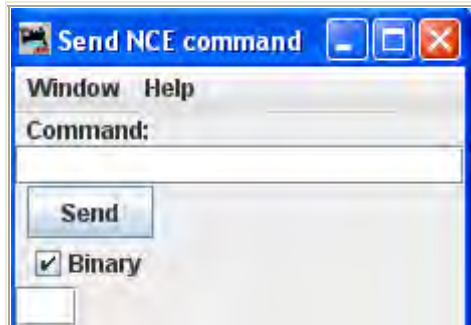 Send NCE command
Window Help
Command:
Send
Binary